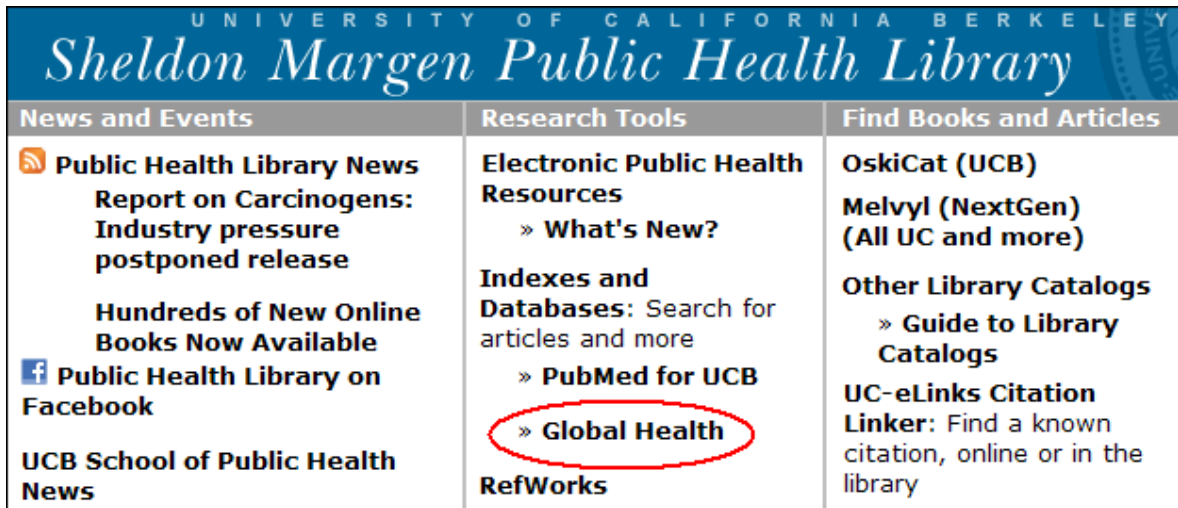 UNIVERSITY OF CALIFORNIA BERKELEY
Sheldon Margen Public Health Library
News and Events
Public Health Library News
Report on Carcinogens:
Industry pressure
postponed release
Hundreds of New Online
Books Now Available
Public Health Library on
Facebook
UCB School of Public Health
News
Research Tools
Electronic Public Health
Resources
» What's New?
Indexes and
Databases: Search for
articles and more
» PubMed for UCB
» Global Health
RefWorks
Find Books and Articles
OskiCat (UCB)
Melvyl (NextGen)
(All UC and more)
Other Library Catalogs
» Guide to Library
Catalogs
UC-eLinks Citation
Linker: Find a known
citation, online or in the
library